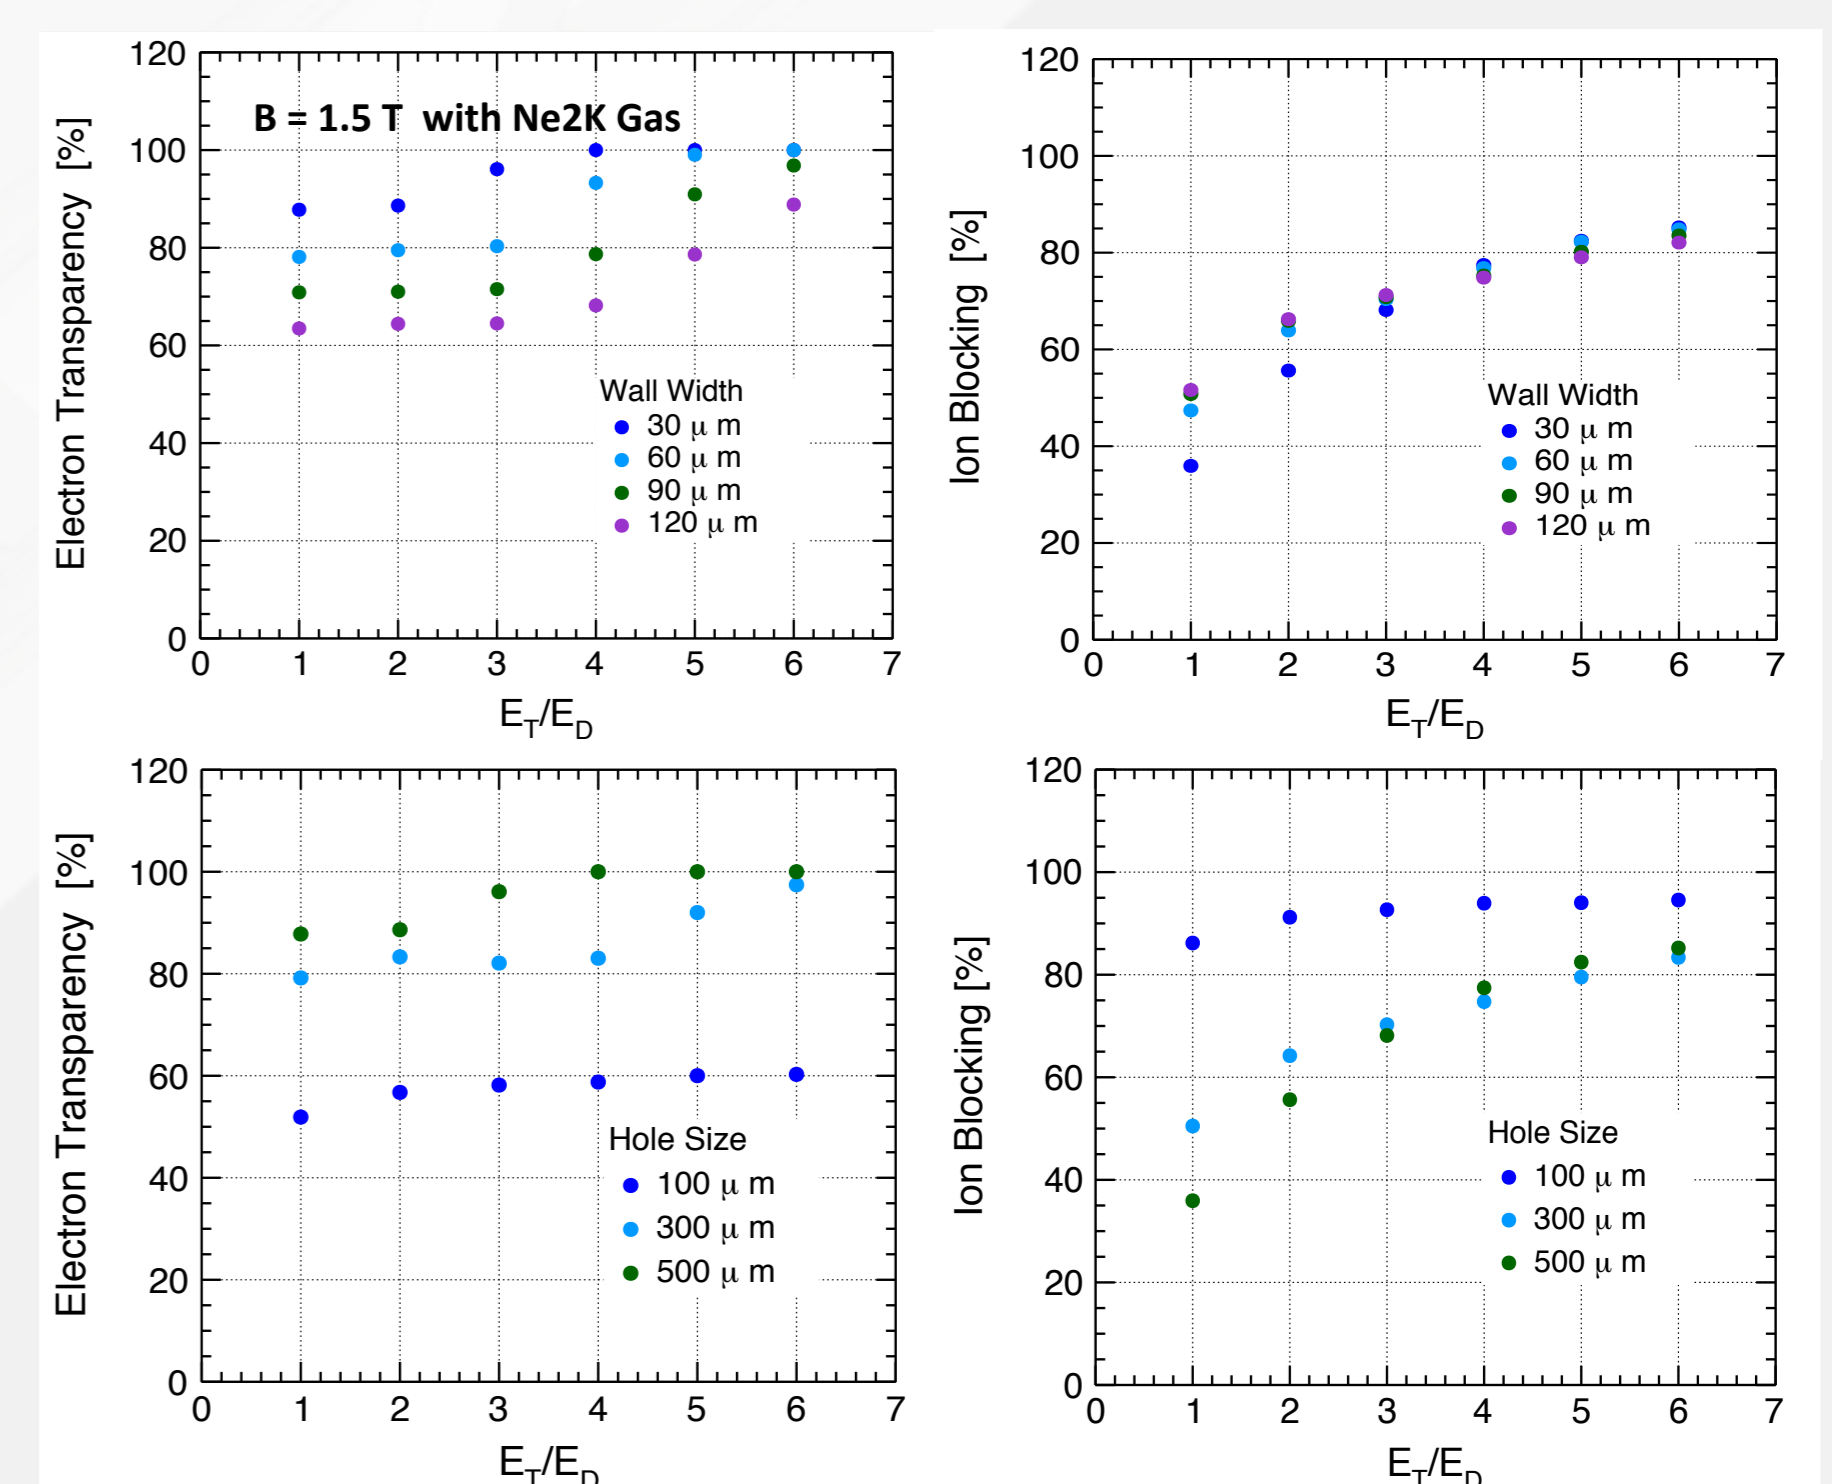 120
100
80
60
40
20
0
Electron Transparency [%]
B = 1.5 T with Ne2K Gas
Wall Width
30 μ m
60 μ m
90 μ m
120 μ m
0 1 2 3 4 5 6 7
E_T/E_D
120
100
80
60
40
20
0
Ion Blocking [%]
Wall Width
30 μ m
60 μ m
90 μ m
120 μ m
0 1 2 3 4 5 6 7
E_T/E_D
120
100
80
60
40
20
0
Electron Transparency [%]
Hole Size
100 μ m
300 μ m
500 μ m
0 1 2 3 4 5 6 7
E_T/E_D
120
100
80
60
40
20
0
Ion Blocking [%]
Hole Size
100 μ m
300 μ m
500 μ m
0 1 2 3 4 5 6 7
E_T/E_D